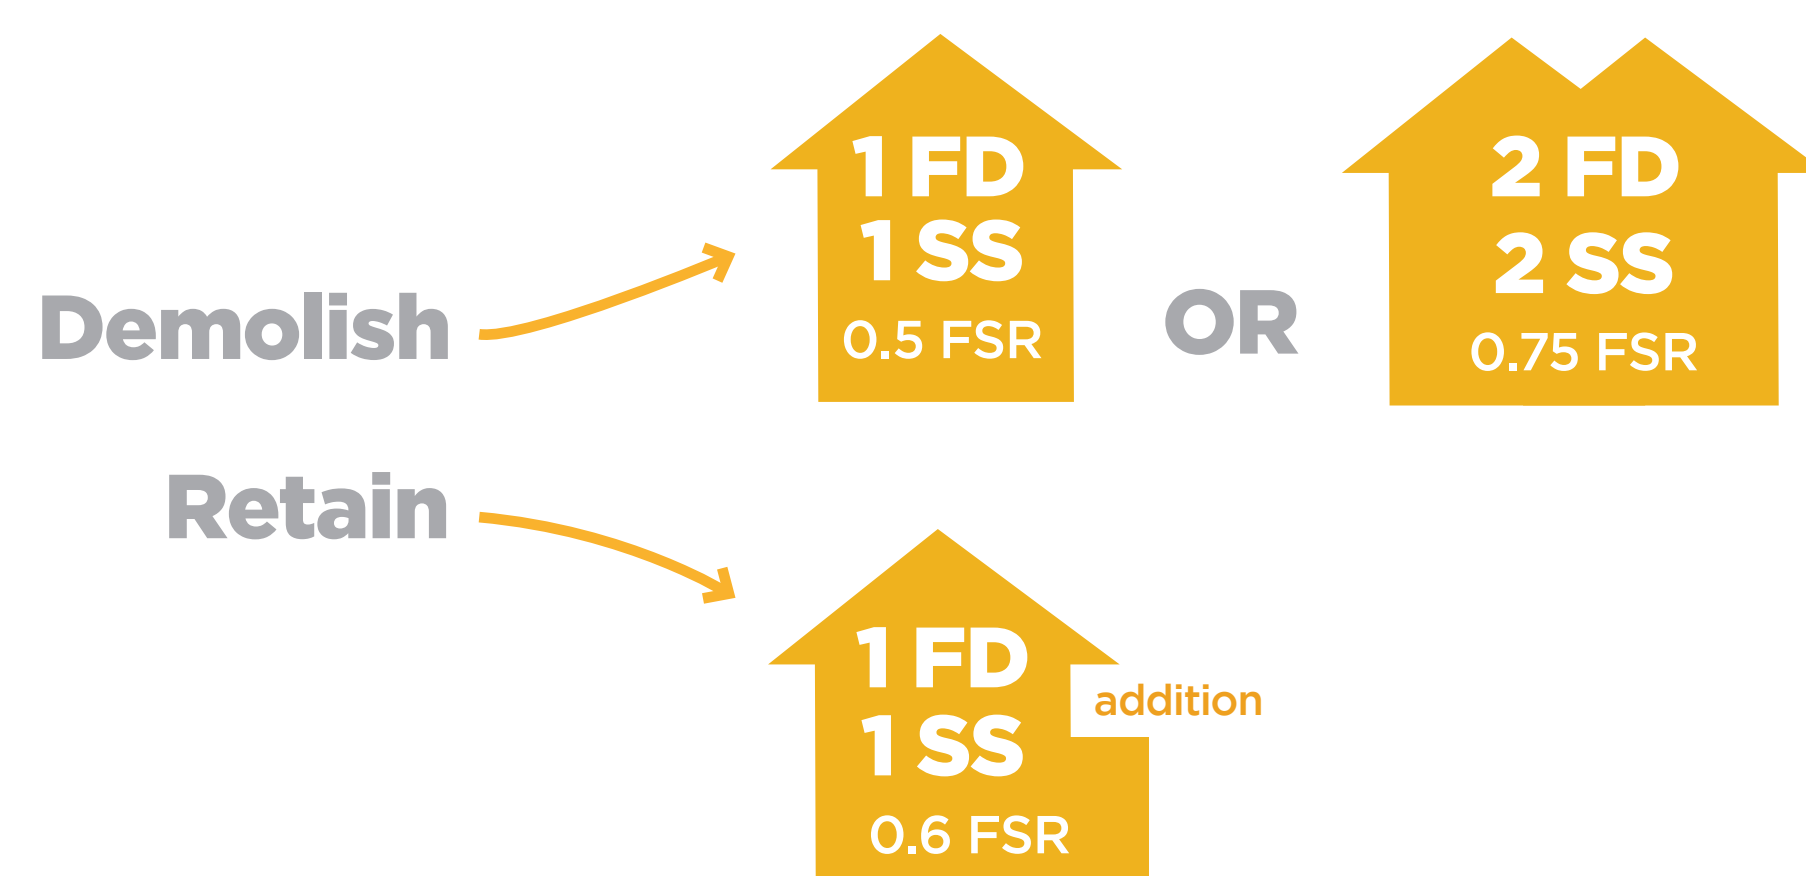 Demolish
1 FD
1 SS
0.5 FSR
OR
2 FD
2 SS
0.75 FSR
Retain
1 FD
1 SS
0.6 FSR
addition